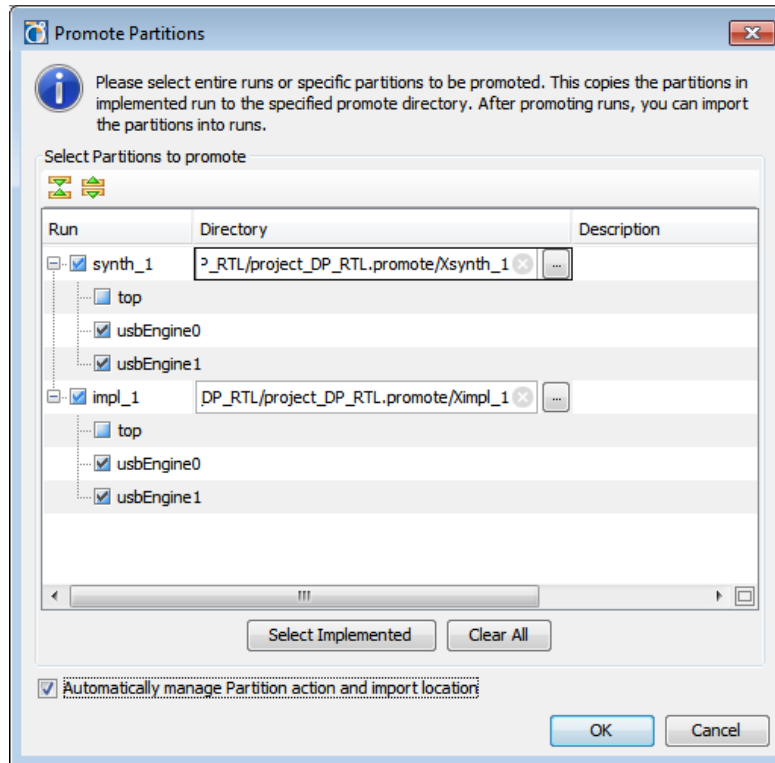 Promote Partitions
Please select entire runs or specific partitions to be promoted. This copies the partitions in
implemented run to the specified promote directory. After promoting runs, you can import
the partitions into runs.
Select Partitions to promote
Run Directory Description
synth_1 P_RTL/project_DP_RTL.promote/Xsynth_1 ...
top
usbEngine0
usbEngine1
impl_1 DP_RTL/project_DP_RTL.promote/Ximpl_1 ...
top
usbEngine0
usbEngine1
Select Implemented Clear All
Automatically manage Partition action and import location
OK Cancel